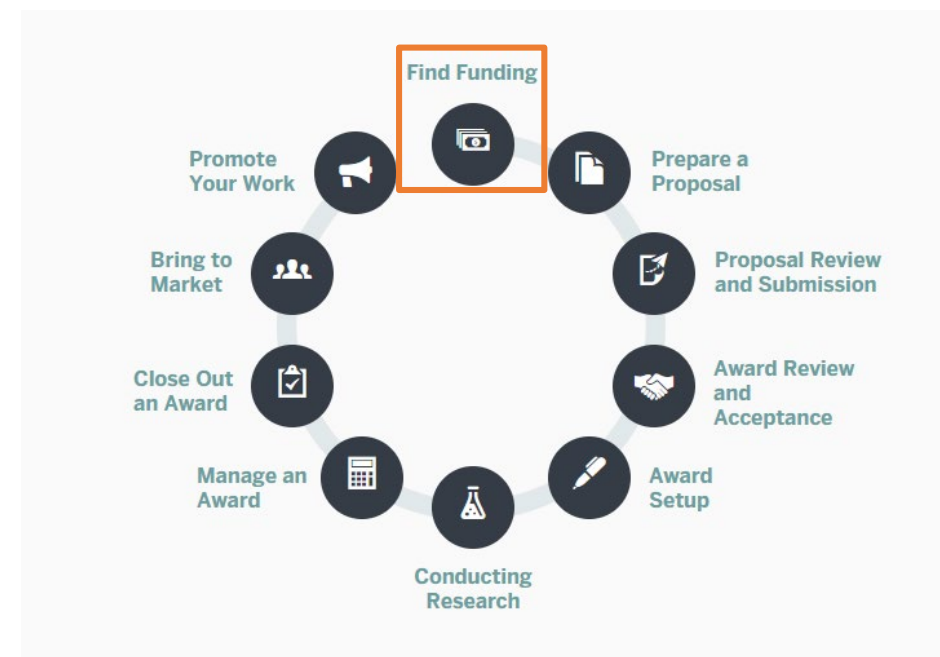 Find Funding
Prepare a
Proposal
Proposal Review
and Submission
Award Review
and
Acceptance
Award
Setup
Conducting
Research
Manage an
Award
Close Out
an Award
Bring to
Market
Promote
Your Work